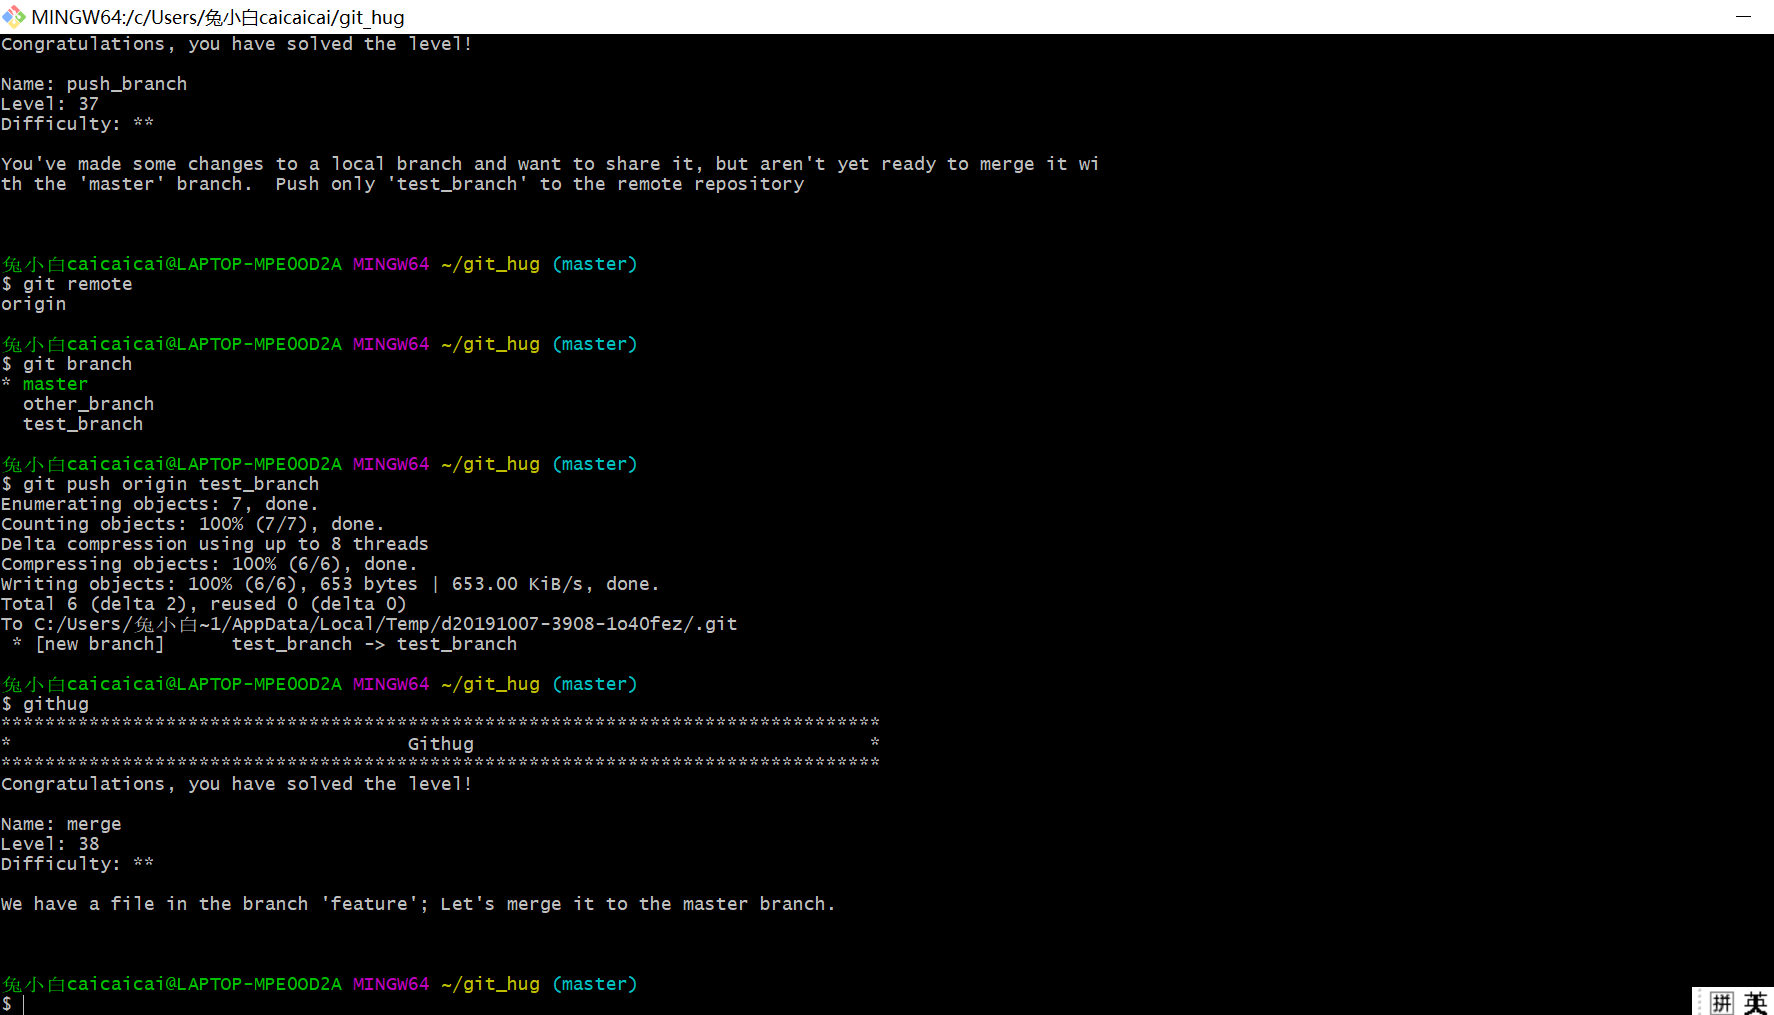 MINGW64:/c/Users/兔小白caicaicai/git_hug
Congratulations, you have solved the level!
Name: push_branch
Level: 37
Difficulty: **
You've made some changes to a local branch and want to share it, but aren't yet ready to merge it wi
th the 'master' branch.  Push only 'test_branch' to the remote repository
兔小白caicaicai@LAPTOP-MPEOOD2A MINGW64 ~/git_hug (master)
$ git remote
origin
兔小白caicaicai@LAPTOP-MPEOOD2A MINGW64 ~/git_hug (master)
$ git branch
* master
  other_branch
  test_branch
兔小白caicaicai@LAPTOP-MPEOOD2A MINGW64 ~/git_hug (master)
$ git push origin test_branch
Enumerating objects: 7, done.
Counting objects: 100% (7/7), done.
Delta compression using up to 8 threads
Compressing objects: 100% (6/6), done.
Writing objects: 100% (6/6), 653 bytes | 653.00 KiB/s, done.
Total 6 (delta 2), reused 0 (delta 0)
To C:/Users/兔小白~1/AppData/Local/Temp/d20191007-3908-1o40fez/.git
 * [new branch]      test_branch -> test_branch
兔小白caicaicai@LAPTOP-MPEOOD2A MINGW64 ~/git_hug (master)
$ githug
********************************************************************************
*                                    Githug                                    *
********************************************************************************
Congratulations, you have solved the level!
Name: merge
Level: 38
Difficulty: **
We have a file in the branch 'feature'; Let's merge it to the master branch.
兔小白caicaicai@LAPTOP-MPEOOD2A MINGW64 ~/git_hug (master)
$
拼 英